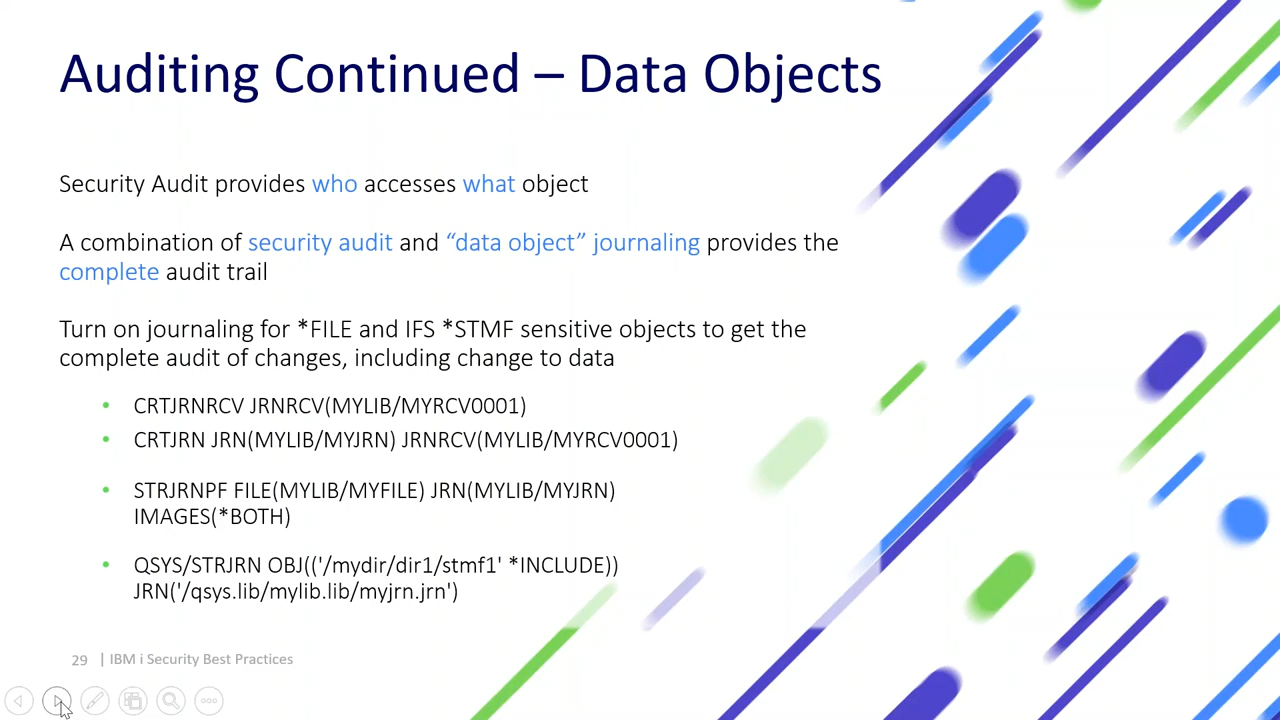 Auditing Continued – Data Objects
Security Audit provides who accesses what object
A combination of security audit and “data object” journaling provides the
complete audit trail
Turn on journaling for *FILE and IFS *STMF sensitive objects to get the
complete audit of changes, including change to data
• CRTJRNRCV JRNRCV(MYLIB/MYRCV0001)
• CRTJRN JRN(MYLIB/MYJRN) JRNRCV(MYLIB/MYRCV0001)
• STRJRNPF FILE(MYLIB/MYFILE) JRN(MYLIB/MYJRN)
IMAGES(*BOTH)
• QSYS/STRJRN OBJ(('/mydir/dir1/stmf1' *INCLUDE))
JRN('/qsys.lib/mylib.lib/myjrn.jrn')
29 | IBM i Security Best Practices